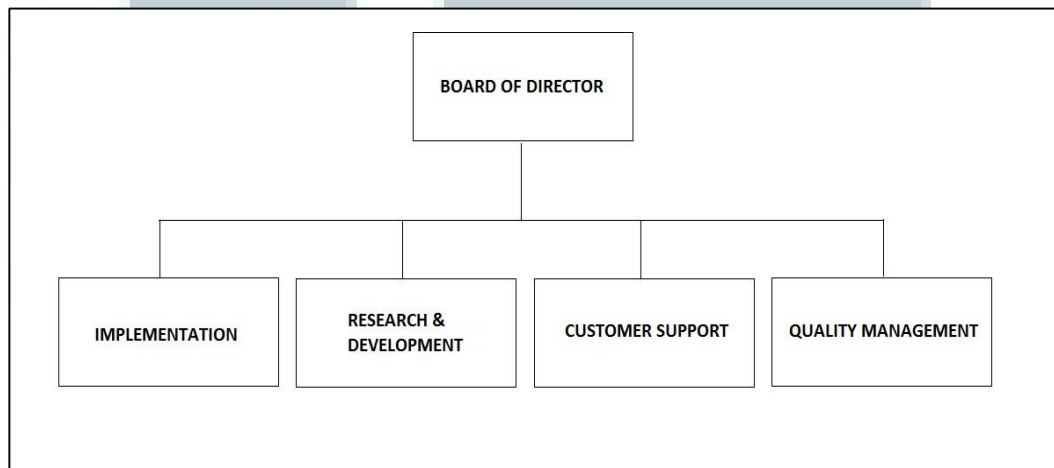 BOARD OF DIRECTOR
IMPLEMENTATION
RESEARCH &
DEVELOPMENT
CUSTOMER SUPPORT
QUALITY MANAGEMENT